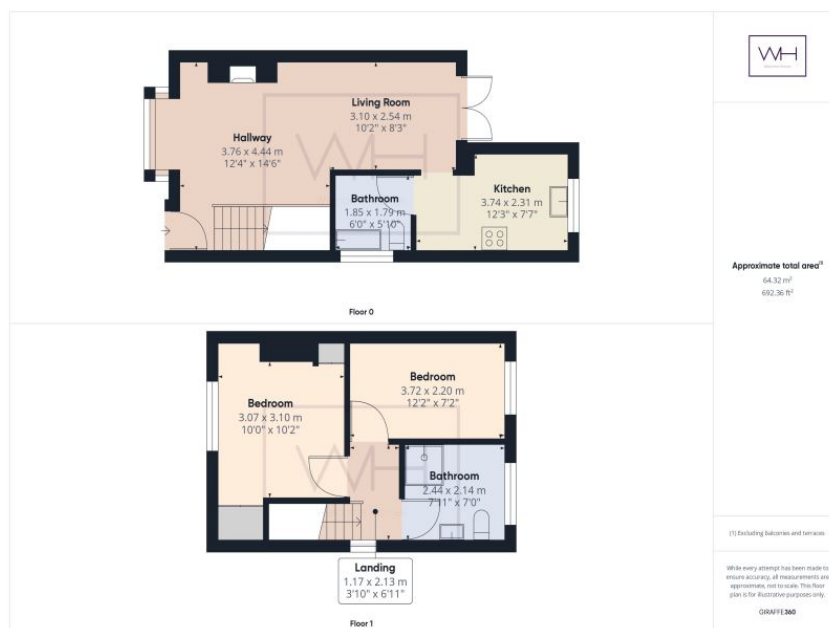 WH
Living Room
3.10 x 2.54 m
10'2" x 8'3"
Hallway
3.76 x 4.44 m
12'4" x 14'6"
Kitchen
3.74 x 2.31 m
12'3" x 7'7"
Bathroom
1.85 x 1.79 m
6'0" x 5'10"
WH
Approximate total area⁽¹⁾
64.32 m²
692.36 ft²
Floor 0
Bedroom
3.72 x 2.20 m
12'2" x 7'2"
Bedroom
3.07 x 3.10 m
10'0" x 10'2"
Bathroom
2.44 x 2.14 m
7'11" x 7'0"
WH
Landing
1.17 x 2.13 m
3'10" x 6'11"
Floor 1
(1) Excluding balconies and terraces
While every attempt has been made to
ensure accuracy, all measurements are
approximate, not to scale. This floor
plan is for illustrative purposes only.
GIRAFFE360